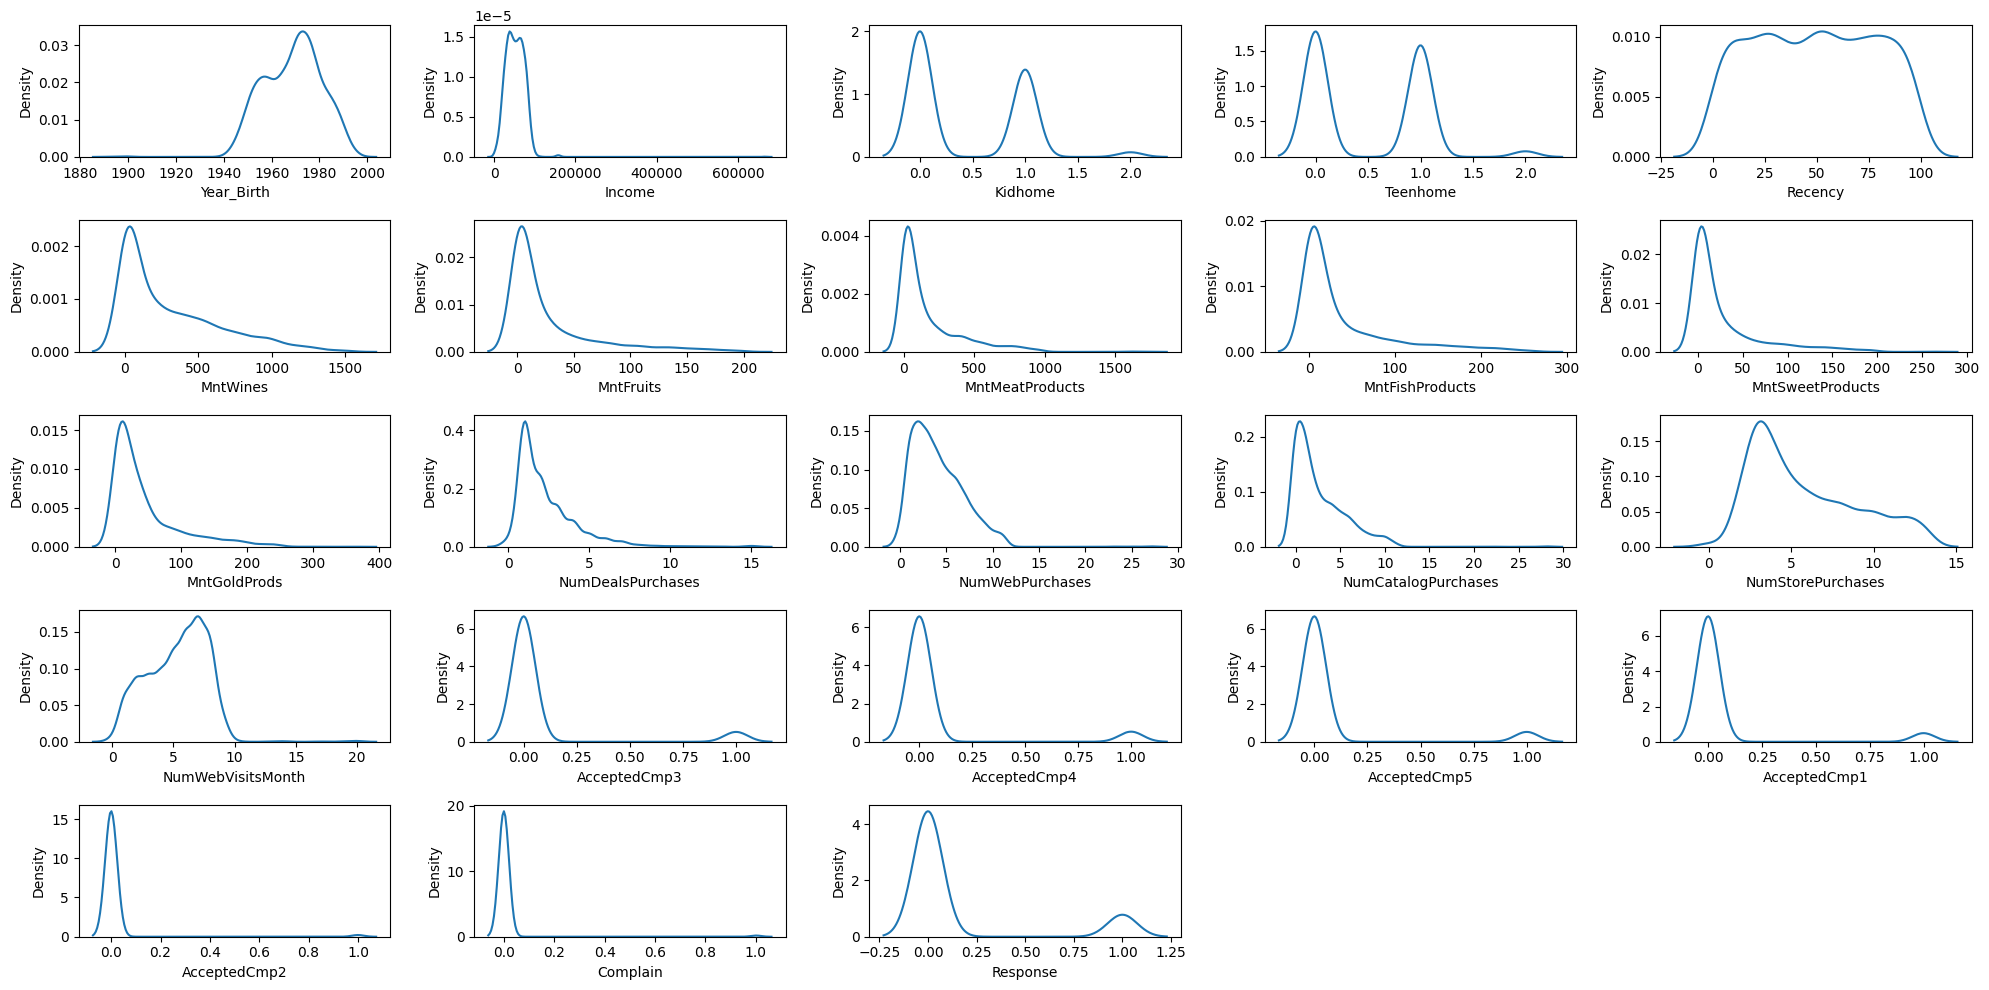 1e−5
0.03
0.02
0.01
0.00
Density
1880 1900 1920 1940 1960 1980 2000
Year_Birth
1.5
1.0
0.5
0.0
Density
0 200000 400000 600000
Income
2
1
0
Density
0.0 0.5 1.0 1.5 2.0
Kidhome
1.5
1.0
0.5
0.0
Density
0.0 0.5 1.0 1.5 2.0
Teenhome
0.010
0.005
0.000
Density
−25 0 25 50 75 100
Recency
0.002
0.001
0.000
Density
0 500 1000 1500
MntWines
0.02
0.01
0.00
Density
0 50 100 150 200
MntFruits
0.004
0.002
0.000
Density
0 500 1000 1500
MntMeatProducts
0.02
0.01
0.00
Density
0 100 200 300
MntFishProducts
0.02
0.01
0.00
Density
0 50 100 150 200 250 300
MntSweetProducts
0.015
0.010
0.005
0.000
Density
0 100 200 300 400
MntGoldProds
0.4
0.2
0.0
Density
0 5 10 15
NumDealsPurchases
0.15
0.10
0.05
0.00
Density
0 5 10 15 20 25 30
NumWebPurchases
0.2
0.1
0.0
Density
0 5 10 15 20 25 30
NumCatalogPurchases
0.15
0.10
0.05
0.00
Density
0 5 10 15
NumStorePurchases
0.15
0.10
0.05
0.00
Density
0 5 10 15 20
NumWebVisitsMonth
6
4
2
0
Density
0.00 0.25 0.50 0.75 1.00
AcceptedCmp3
6
4
2
0
Density
0.00 0.25 0.50 0.75 1.00
AcceptedCmp4
6
4
2
0
Density
0.00 0.25 0.50 0.75 1.00
AcceptedCmp5
6
4
2
0
Density
0.00 0.25 0.50 0.75 1.00
AcceptedCmp1
15
10
5
0
Density
0.0 0.2 0.4 0.6 0.8 1.0
AcceptedCmp2
20
10
0
Density
0.0 0.2 0.4 0.6 0.8 1.0
Complain
4
2
0
Density
−0.25 0.00 0.25 0.50 0.75 1.00 1.25
Response